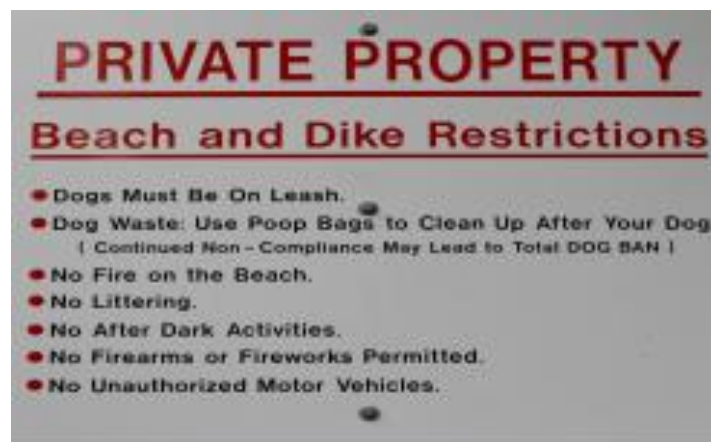 PRIVATE PROPERTY
Beach and Dike Restrictions
Dogs Must Be On Leash.
Dog Waste: Use Poop Bags to Clean Up After Your Dog
( Continued Non-Compliance May Lead to Total DOG BAN )
No Fire on the Beach.
No Littering.
No After Dark Activities.
No Firearms or Fireworks Permitted.
No Unauthorized Motor Vehicles.